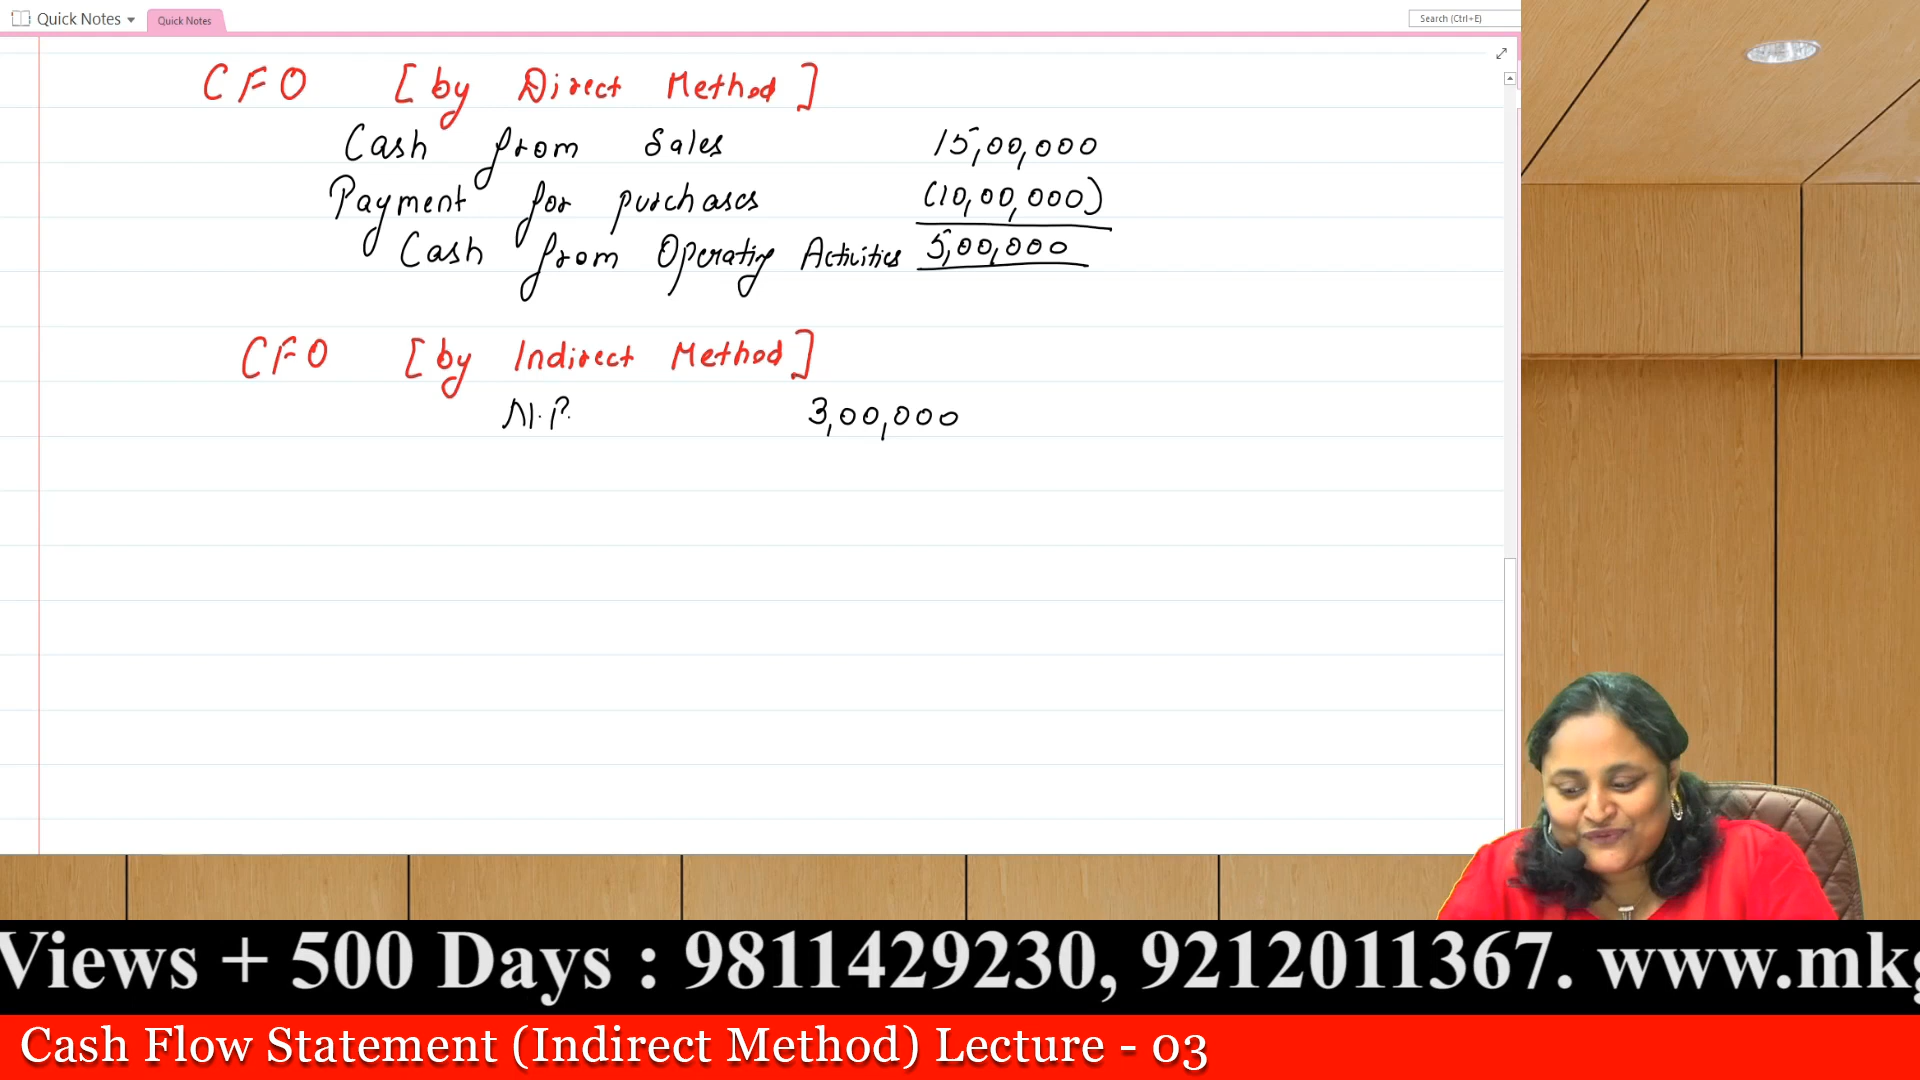 Quick Notes
Quick Notes
Search (Ctrl+E)
CFO [by Direct Method]
Cash from Sales 15,00,000
Payment for purchases (10,00,000)
Cash from Operating Activities 5,00,000
CFO [by Indirect Method]
N.P. 3,00,000
Views + 500 Days : 9811429230, 9212011367. www.mkg
Cash Flow Statement (Indirect Method) Lecture - 03